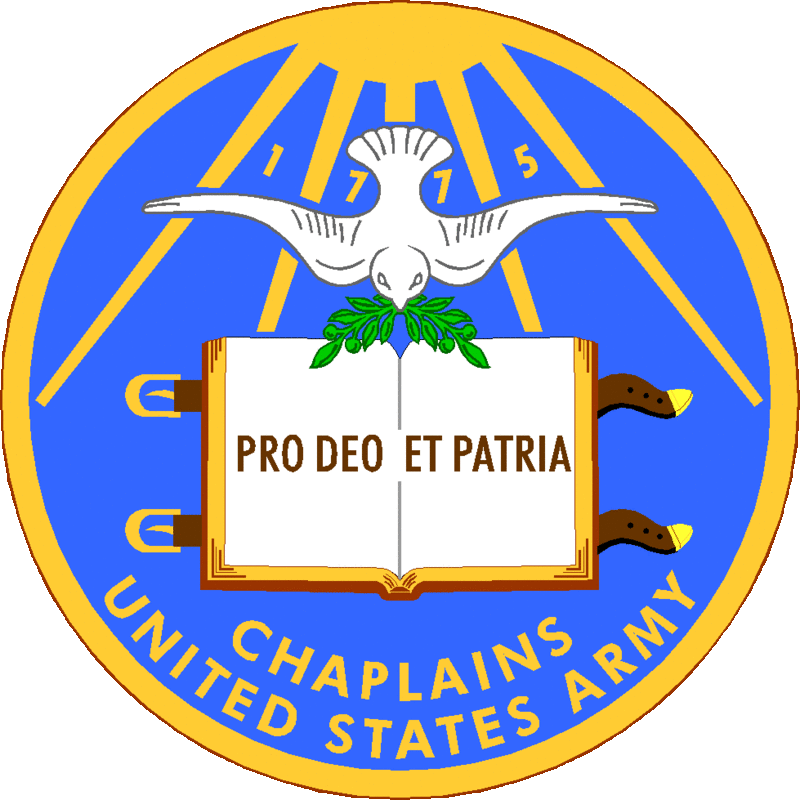 1775
PRO DEO ET PATRIA
CHAPLAINS
UNITED STATES ARMY